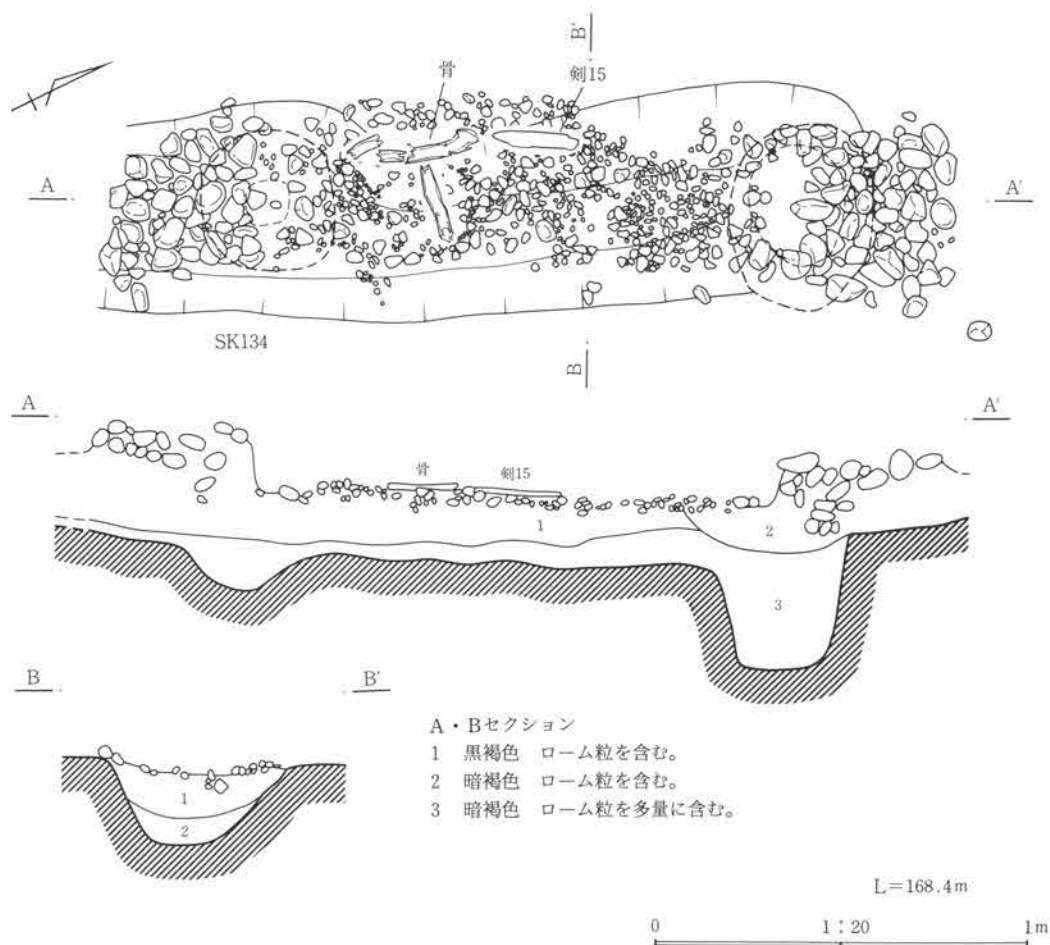 B'
骨
剣15
A
A'
SK134
B
A
A'
骨
剣15
1
2
3
B
B'
1
2
A・Bセクション
1 黒褐色 ローム粒を含む。
2 暗褐色 ローム粒を含む。
3 暗褐色 ローム粒を多量に含む。
L=168.4m
0 1:20 1m